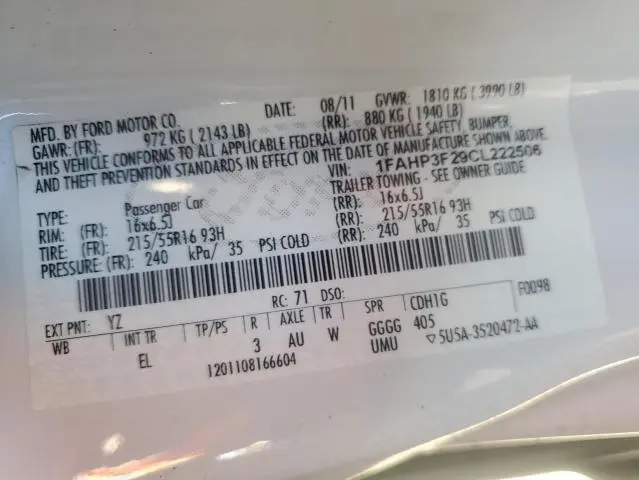 MFD. BY FORD MOTOR CO. DATE: 08/11 GVWR: 1810 KG ( 3990 LB)
GAWR:(FR): 972 KG ( 2143 LB) (RR): 880 KG ( 1940 LB)
THIS VEHICLE CONFORMS TO ALL APPLICABLE FEDERAL MOTOR VEHICLE SAFETY, BUMPER,
AND THEFT PREVENTION STANDARDS IN EFFECT ON THE DATE OF MANUFACTURE SHOWN ABOVE.
VIN: 1FAHP3F29CL222506
TYPE: Passenger Car TRAILER TOWING - SEE OWNER GUIDE
RIM: (FR): 16x6.5J (RR): 16x6.5J
TIRE: (FR): 215/55R16 93H (RR): 215/55R16 93H
PRESSURE: (FR): 240 kPa/ 35 PSI COLD (RR): 240 kPa/ 35 PSI COLD
EXT PNT: YZ RC: 71 DSO: F0098
WB INT TR TP/PS R AXLE TR SPR CDH1G
EL 3 AU W GGGG 405
1201108166604 UMU ▽5U5A-3520472-AA